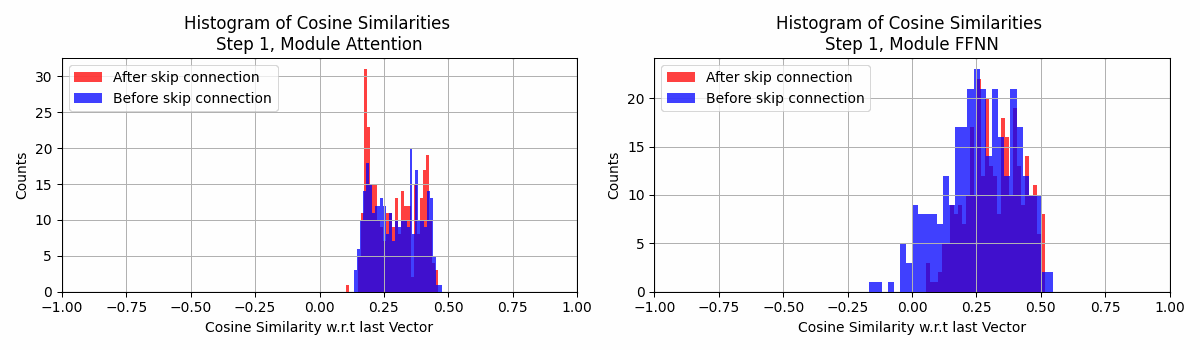 Histogram of Cosine Similarities
Step 1, Module Attention
After skip connection
Before skip connection
Counts
30
25
20
15
10
5
0
−1.00 −0.75 −0.50 −0.25 0.00 0.25 0.50 0.75 1.00
Cosine Similarity w.r.t last Vector
Histogram of Cosine Similarities
Step 1, Module FFNN
After skip connection
Before skip connection
Counts
20
15
10
5
0
−1.00 −0.75 −0.50 −0.25 0.00 0.25 0.50 0.75 1.00
Cosine Similarity w.r.t last Vector